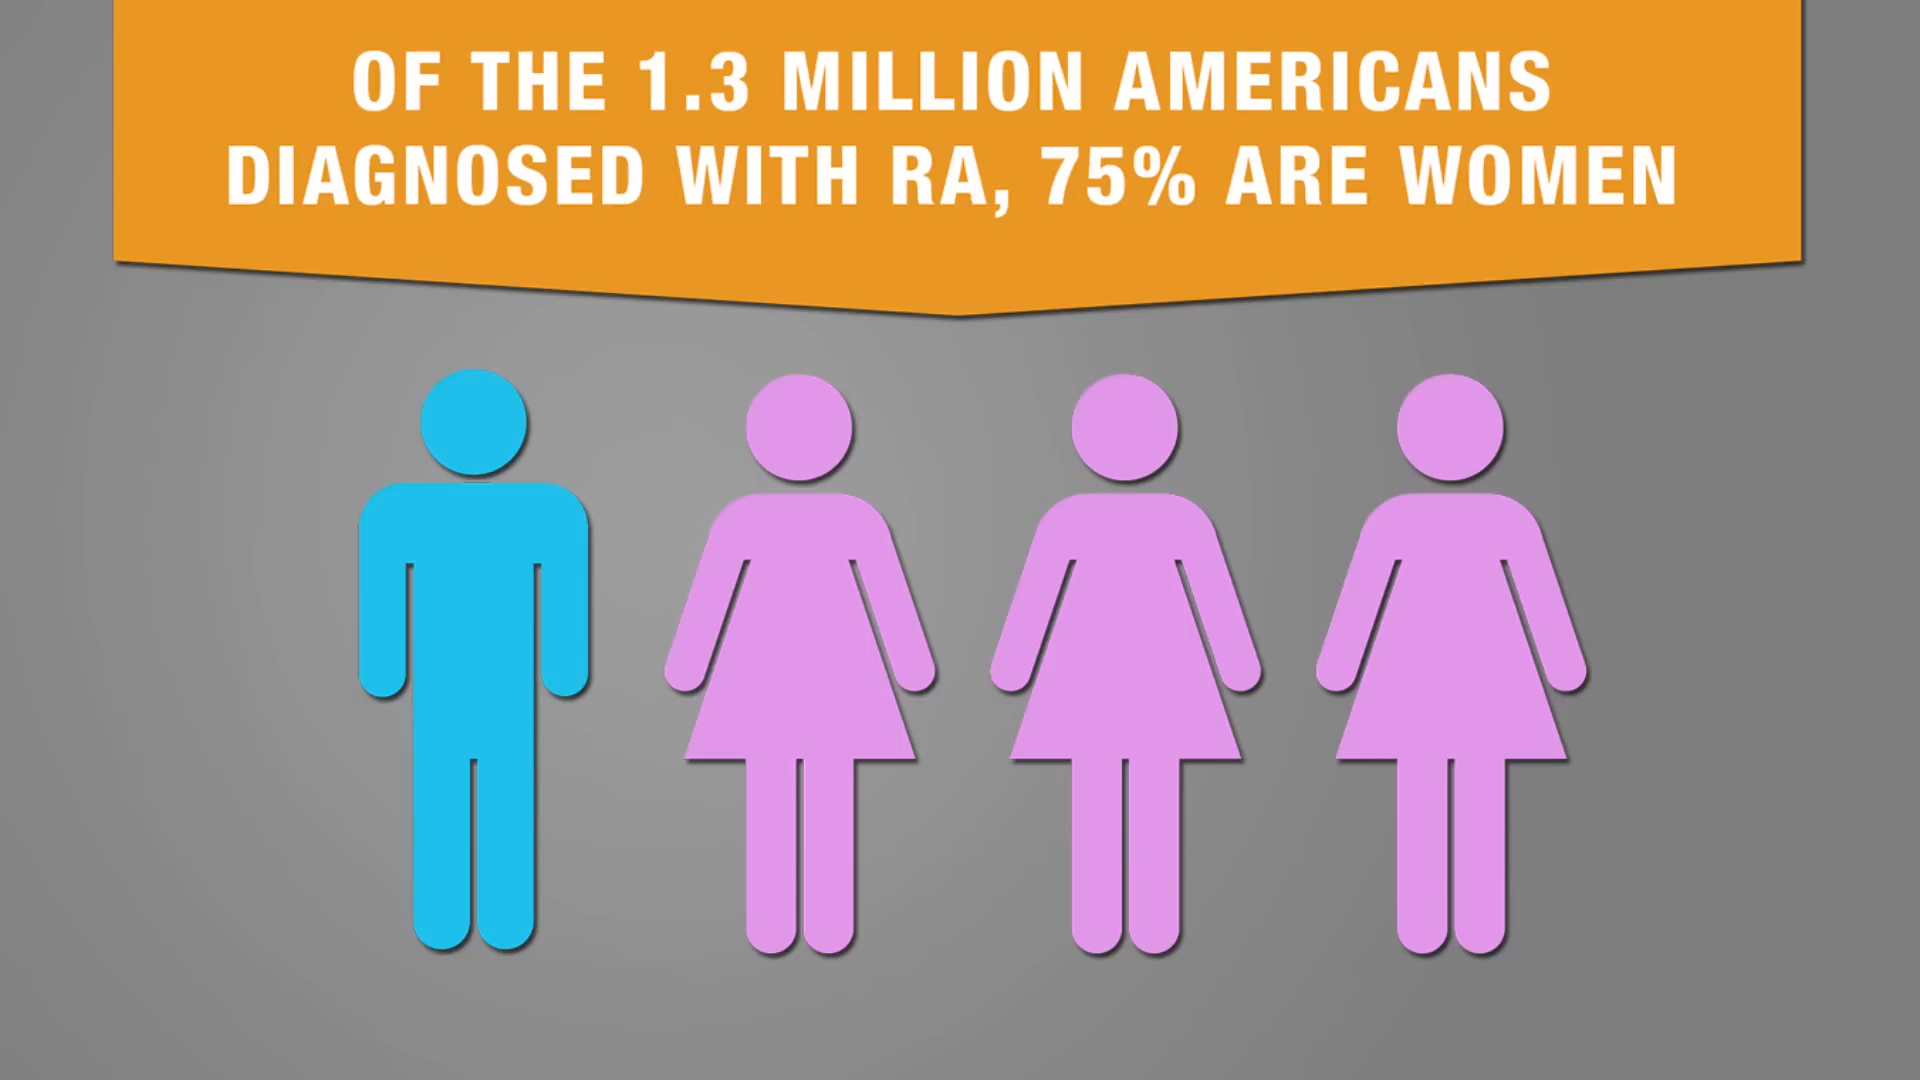 OF THE 1.3 MILLION AMERICANS
DIAGNOSED WITH RA, 75% ARE WOMEN